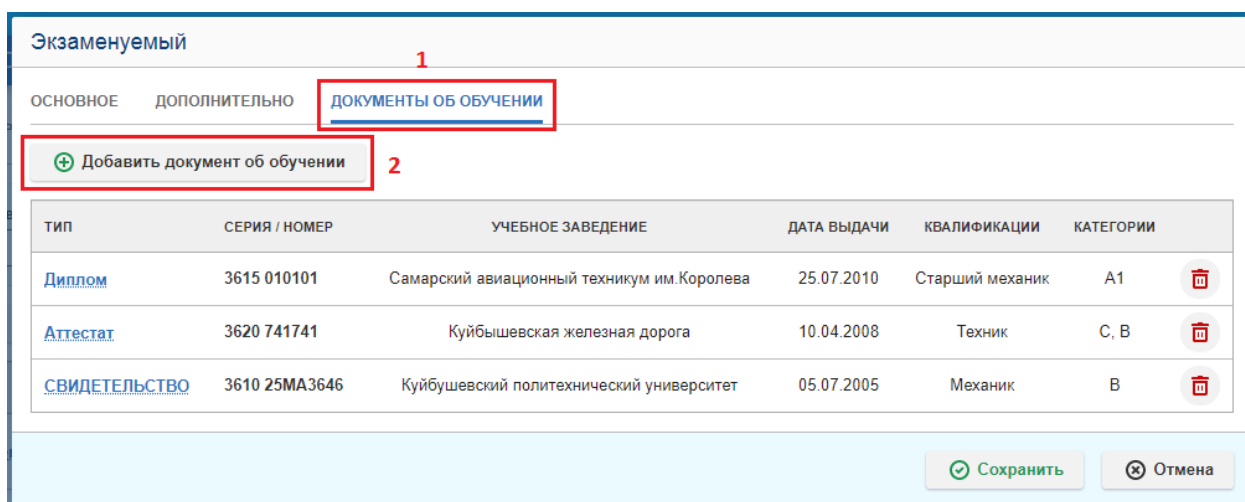 Экзаменуемый
1
ОСНОВНОЕ ДОПОЛНИТЕЛЬНО ДОКУМЕНТЫ ОБ ОБУЧЕНИИ
Добавить документ об обучении 2
ТИП СЕРИЯ / НОМЕР УЧЕБНОЕ ЗАВЕДЕНИЕ ДАТА ВЫДАЧИ КВАЛИФИКАЦИИ КАТЕГОРИИ
Диплом 3615 010101 Самарский авиационный техникум им.Королева 25.07.2010 Старший механик A1
Аттестат 3620 741741 Куйбышевская железная дорога 10.04.2008 Техник C, B
СВИДЕТЕЛЬСТВО 3610 25МА3646 Куйбушевский политехнический университет 05.07.2005 Механик B
Сохранить Отмена